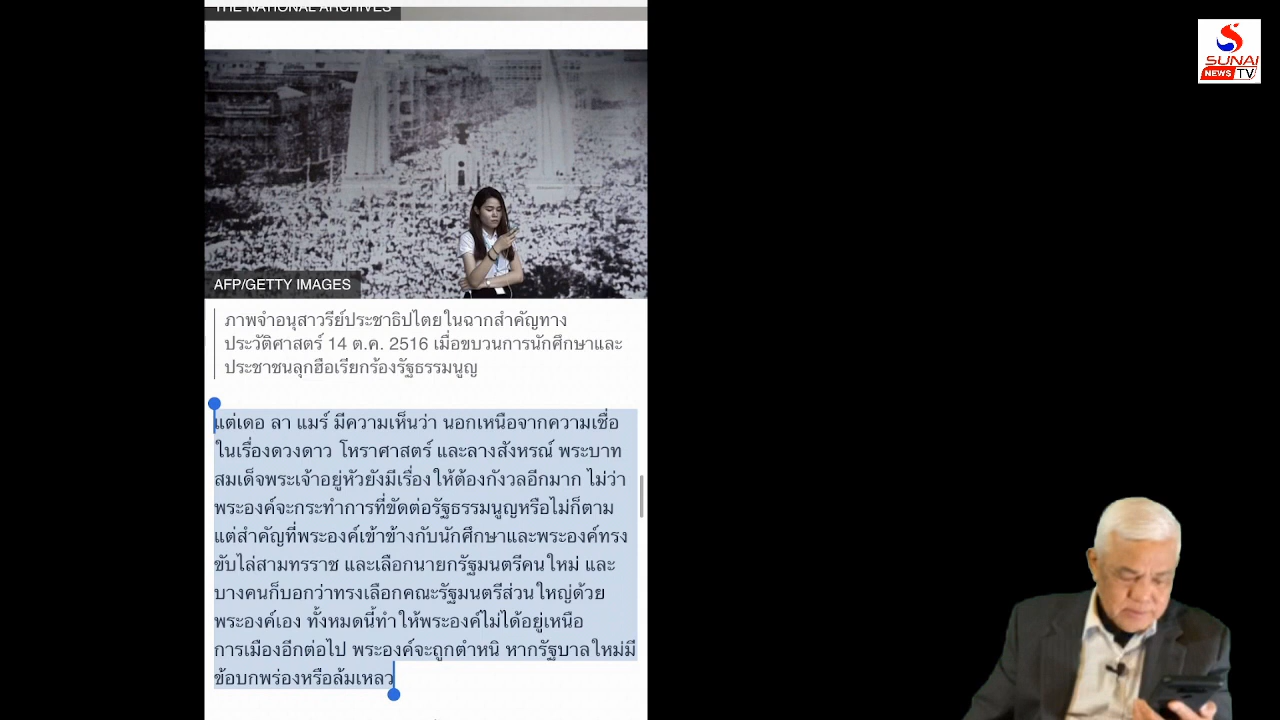 THE NATIONAL ARCHIVES
SUNAI
NEWS TV
AFP/GETTY IMAGES
ภาพจำอนุสาวรีย์ประชาธิปไตยในฉากสำคัญทาง
ประวัติศาสตร์ 14 ต.ค. 2516 เมื่อขบวนการนักศึกษาและ
ประชาชนลุกฮือเรียกร้องรัฐธรรมนูญ
แต่เดอ ลา แมร์ มีความเห็นว่า นอกเหนือจากความเชื่อ
ในเรื่องดวงดาว โหราศาสตร์ และลางสังหรณ์ พระบาท
สมเด็จพระเจ้าอยู่หัวยังมีเรื่องให้ต้องกังวลอีกมาก ไม่ว่า
พระองค์จะกระทำการที่ขัดต่อรัฐธรรมนูญหรือไม่ก็ตาม
แต่สำคัญที่พระองค์เข้าข้างกับนักศึกษาและพระองค์ทรง
ขับไล่สามทรราช และเลือกนายกรัฐมนตรีคนใหม่ และ
บางคนก็บอกว่าทรงเลือกคณะรัฐมนตรีส่วนใหญ่ด้วย
พระองค์เอง ทั้งหมดนี้ทำให้พระองค์ไม่ได้อยู่เหนือ
การเมืองอีกต่อไป พระองค์จะถูกตำหนิ หากรัฐบาลใหม่มี
ข้อบกพร่องหรือล้มเหลว